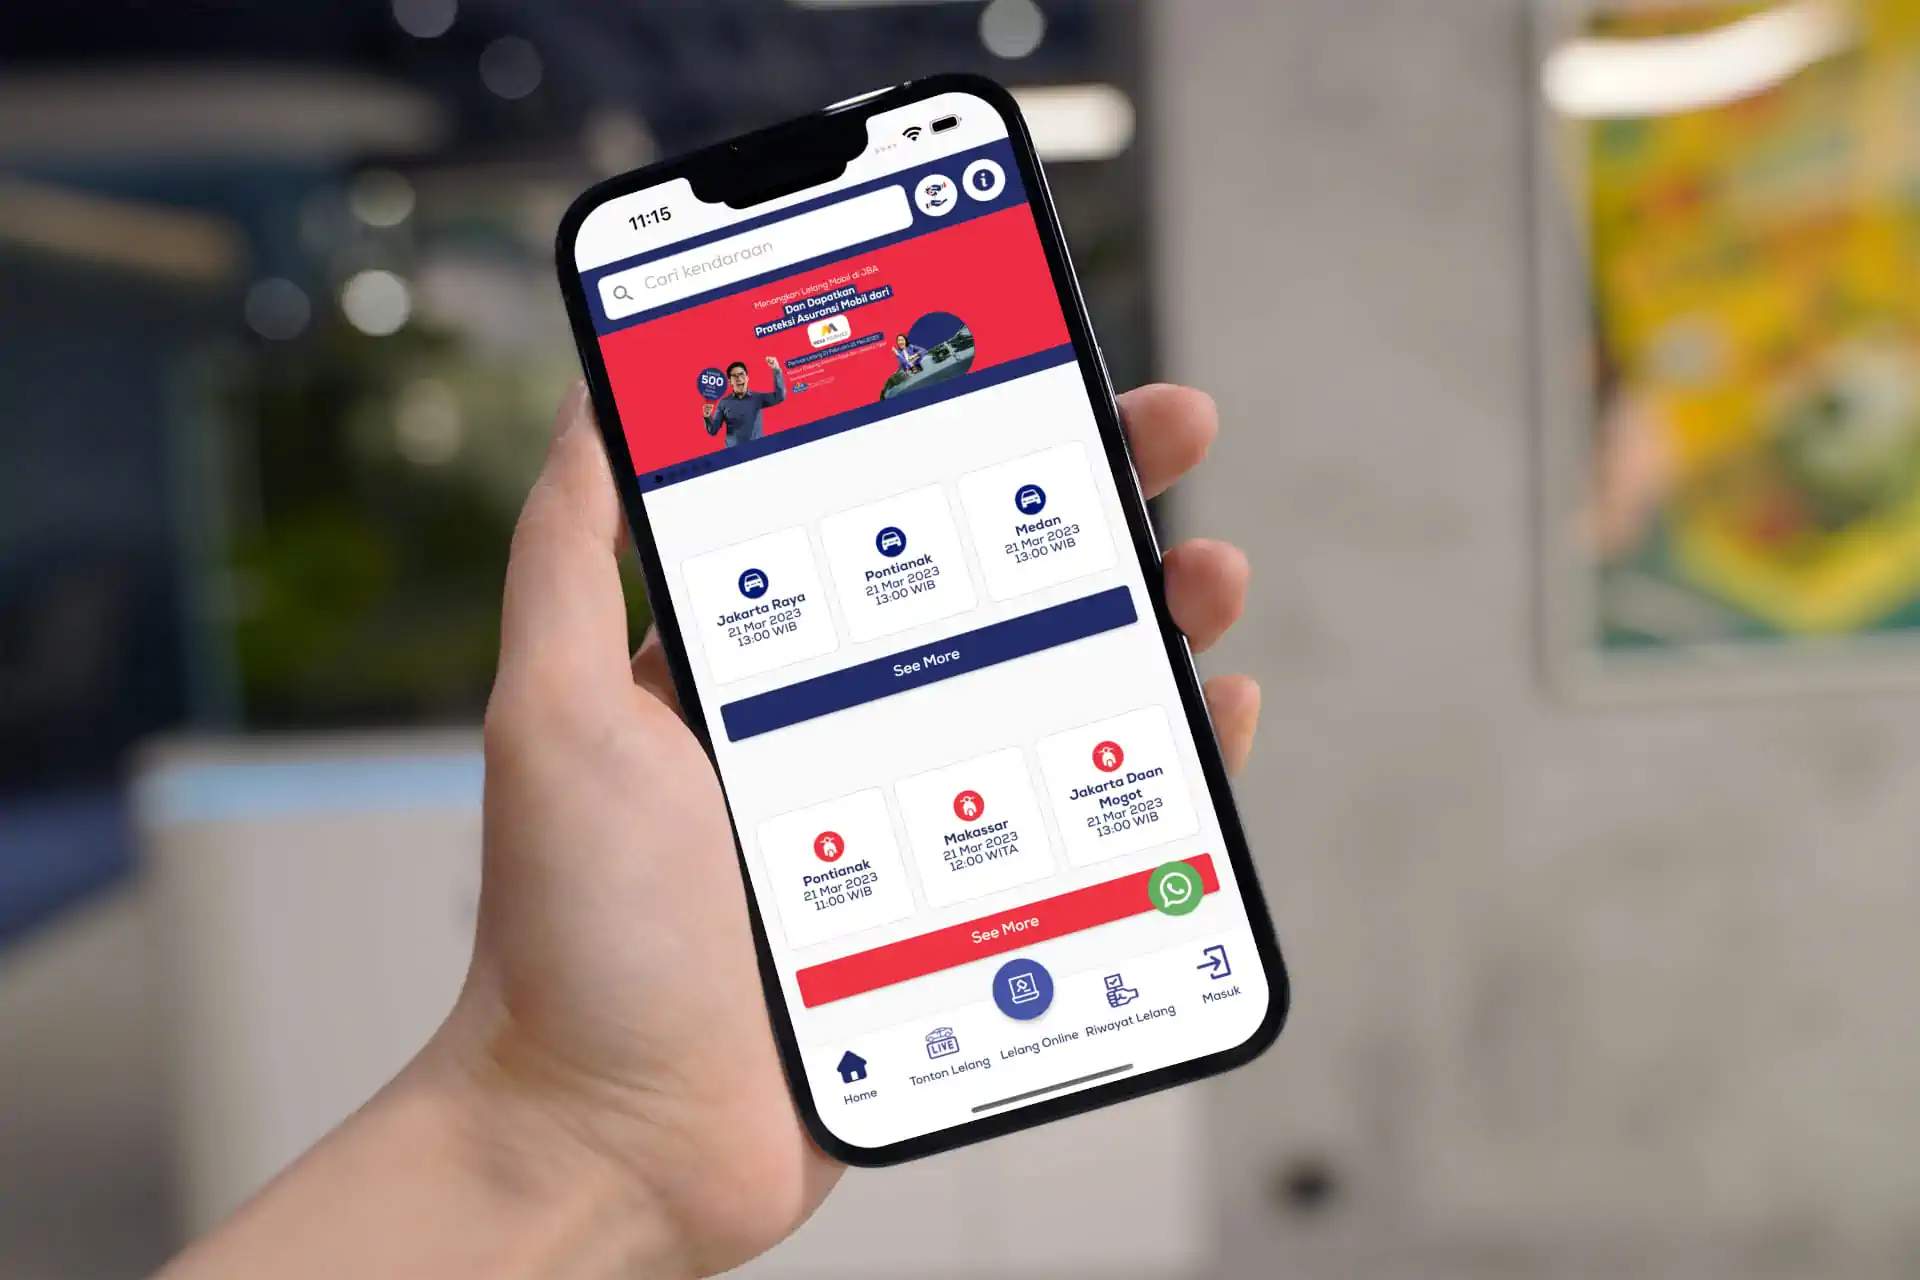 11:15
Cari kendaraan
Menangkan Lelang Mobil di JBA
Dan Dapatkan
Proteksi Asuransi Mobil dari
500
Jakarta Raya
21 Mar 2023
13:00 WIB
Pontianak
21 Mar 2023
13:00 WIB
Medan
21 Mar 2023
13:00 WIB
See More
Pontianak
21 Mar 2023
11:00 WIB
Makassar
21 Mar 2023
12:00 WITA
Jakarta Daan
Mogot
21 Mar 2023
13:00 WIB
See More
Home
LIVE
Tonton Lelang
Lelang Online
Riwayat Lelang
Masuk